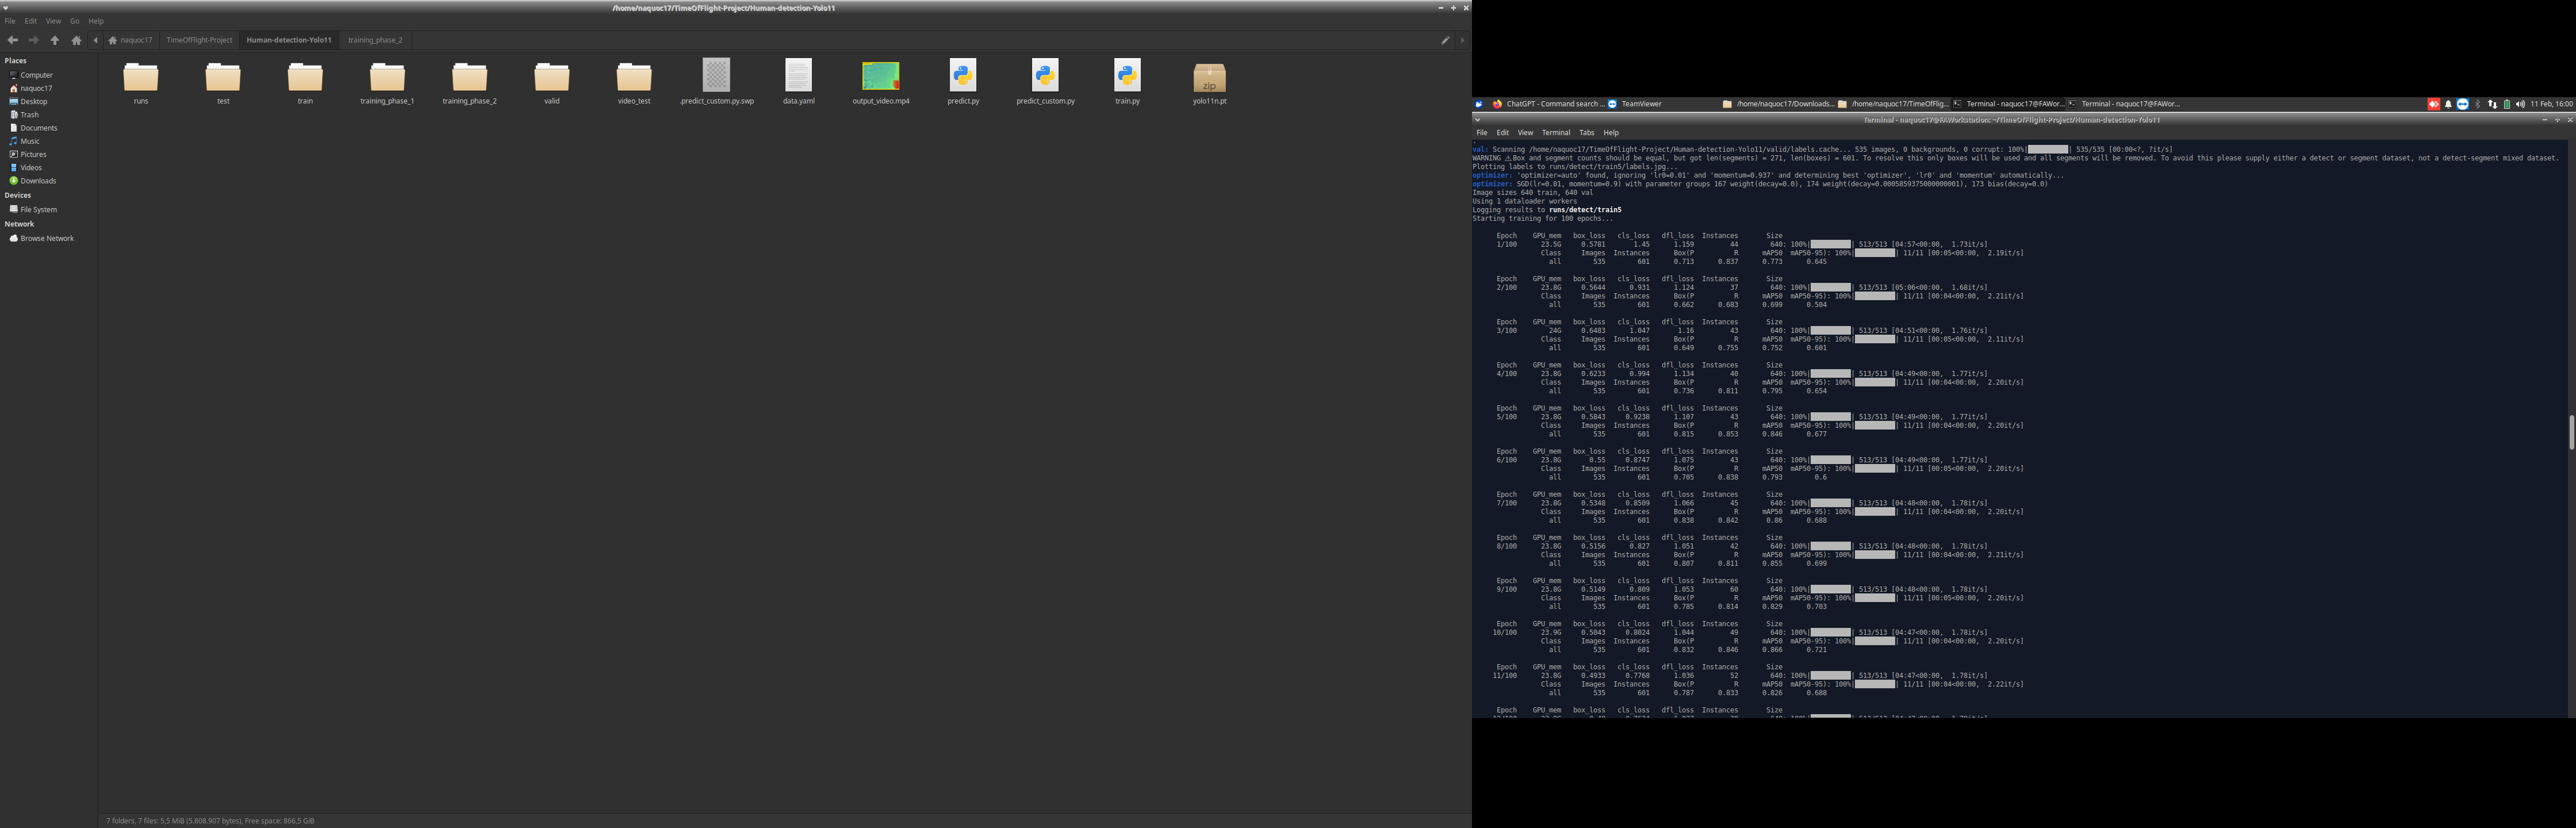 /home/naquoc17/TimeOfFlight-Project/Human-detection-Yolo11
File Edit View Go Help
naquoc17 TimeOfFlight-Project Human-detection-Yolo11 training_phase_2
Places
Computer
naquoc17
Desktop
Trash
Documents
Music
Pictures
Videos
Downloads
Devices
File System
Network
Browse Network
runs test train training_phase_1 training_phase_2 valid video_test .predict_custom.py.swp data.yaml output_video.mp4 predict.py predict_custom.py train.py yolo11n.pt
zip
7 folders, 7 files: 5,5 MiB (5.808.907 bytes), Free space: 866,5 GiB
ChatGPT - Command search ... TeamViewer /home/naquoc17/Downloads... /home/naquoc17/TimeOfFlig... Terminal - naquoc17@FAWor... Terminal - naquoc17@FAWor... 11 Feb, 16:00
Terminal - naquoc17@FAWorkstation: ~/TimeOfFlight-Project/Human-detection-Yolo11
File Edit View Terminal Tabs Help
val: Scanning /home/naquoc17/TimeOfFlight-Project/Human-detection-Yolo11/valid/labels.cache... 535 images, 0 backgrounds, 0 corrupt: 100%| | 535/535 [00:00<?, ?it/s]
WARNING ⚠ Box and segment counts should be equal, but got len(segments) = 271, len(boxes) = 601. To resolve this only boxes will be used and all segments will be removed. To avoid this please supply either a detect or segment dataset, not a detect-segment mixed dataset.
Plotting labels to runs/detect/train5/labels.jpg...
optimizer: 'optimizer=auto' found, ignoring 'lr0=0.01' and 'momentum=0.937' and determining best 'optimizer', 'lr0' and 'momentum' automatically...
optimizer: SGD(lr=0.01, momentum=0.9) with parameter groups 167 weight(decay=0.0), 174 weight(decay=0.0005859375000000001), 173 bias(decay=0.0)
Image sizes 640 train, 640 val
Using 1 dataloader workers
Logging results to runs/detect/train5
Starting training for 100 epochs...
Epoch GPU_mem box_loss cls_loss dfl_loss Instances Size
1/100 23.5G 0.5781 1.45 1.159 44 640: 100%| | 513/513 [04:57<00:00, 1.73it/s]
Class Images Instances Box(P R mAP50 mAP50-95): 100%| | 11/11 [00:05<00:00, 2.19it/s]
all 535 601 0.713 0.837 0.773 0.645
Epoch GPU_mem box_loss cls_loss dfl_loss Instances Size
2/100 23.8G 0.5644 0.931 1.124 37 640: 100%| | 513/513 [05:06<00:00, 1.68it/s]
Class Images Instances Box(P R mAP50 mAP50-95): 100%| | 11/11 [00:04<00:00, 2.21it/s]
all 535 601 0.662 0.683 0.699 0.504
Epoch GPU_mem box_loss cls_loss dfl_loss Instances Size
3/100 24G 0.6483 1.047 1.16 43 640: 100%| | 513/513 [04:51<00:00, 1.76it/s]
Class Images Instances Box(P R mAP50 mAP50-95): 100%| | 11/11 [00:05<00:00, 2.11it/s]
all 535 601 0.649 0.755 0.752 0.601
Epoch GPU_mem box_loss cls_loss dfl_loss Instances Size
4/100 23.8G 0.6233 0.994 1.134 40 640: 100%| | 513/513 [04:49<00:00, 1.77it/s]
Class Images Instances Box(P R mAP50 mAP50-95): 100%| | 11/11 [00:04<00:00, 2.20it/s]
all 535 601 0.736 0.811 0.795 0.654
Epoch GPU_mem box_loss cls_loss dfl_loss Instances Size
5/100 23.8G 0.5843 0.9238 1.107 43 640: 100%| | 513/513 [04:49<00:00, 1.77it/s]
Class Images Instances Box(P R mAP50 mAP50-95): 100%| | 11/11 [00:04<00:00, 2.20it/s]
all 535 601 0.815 0.853 0.846 0.677
Epoch GPU_mem box_loss cls_loss dfl_loss Instances Size
6/100 23.8G 0.55 0.8747 1.075 43 640: 100%| | 513/513 [04:49<00:00, 1.77it/s]
Class Images Instances Box(P R mAP50 mAP50-95): 100%| | 11/11 [00:05<00:00, 2.20it/s]
all 535 601 0.705 0.838 0.793 0.6
Epoch GPU_mem box_loss cls_loss dfl_loss Instances Size
7/100 23.8G 0.5348 0.8509 1.066 45 640: 100%| | 513/513 [04:48<00:00, 1.78it/s]
Class Images Instances Box(P R mAP50 mAP50-95): 100%| | 11/11 [00:04<00:00, 2.20it/s]
all 535 601 0.838 0.842 0.86 0.688
Epoch GPU_mem box_loss cls_loss dfl_loss Instances Size
8/100 23.8G 0.5156 0.827 1.051 42 640: 100%| | 513/513 [04:48<00:00, 1.78it/s]
Class Images Instances Box(P R mAP50 mAP50-95): 100%| | 11/11 [00:04<00:00, 2.21it/s]
all 535 601 0.807 0.811 0.855 0.699
Epoch GPU_mem box_loss cls_loss dfl_loss Instances Size
9/100 23.8G 0.5149 0.809 1.053 60 640: 100%| | 513/513 [04:48<00:00, 1.78it/s]
Class Images Instances Box(P R mAP50 mAP50-95): 100%| | 11/11 [00:05<00:00, 2.20it/s]
all 535 601 0.785 0.814 0.829 0.703
Epoch GPU_mem box_loss cls_loss dfl_loss Instances Size
10/100 23.9G 0.5043 0.8024 1.044 49 640: 100%| | 513/513 [04:47<00:00, 1.78it/s]
Class Images Instances Box(P R mAP50 mAP50-95): 100%| | 11/11 [00:04<00:00, 2.20it/s]
all 535 601 0.832 0.846 0.866 0.721
Epoch GPU_mem box_loss cls_loss dfl_loss Instances Size
11/100 23.8G 0.4933 0.7768 1.036 52 640: 100%| | 513/513 [04:47<00:00, 1.78it/s]
Class Images Instances Box(P R mAP50 mAP50-95): 100%| | 11/11 [00:04<00:00, 2.22it/s]
all 535 601 0.787 0.833 0.826 0.688
Epoch GPU_mem box_loss cls_loss dfl_loss Instances Size